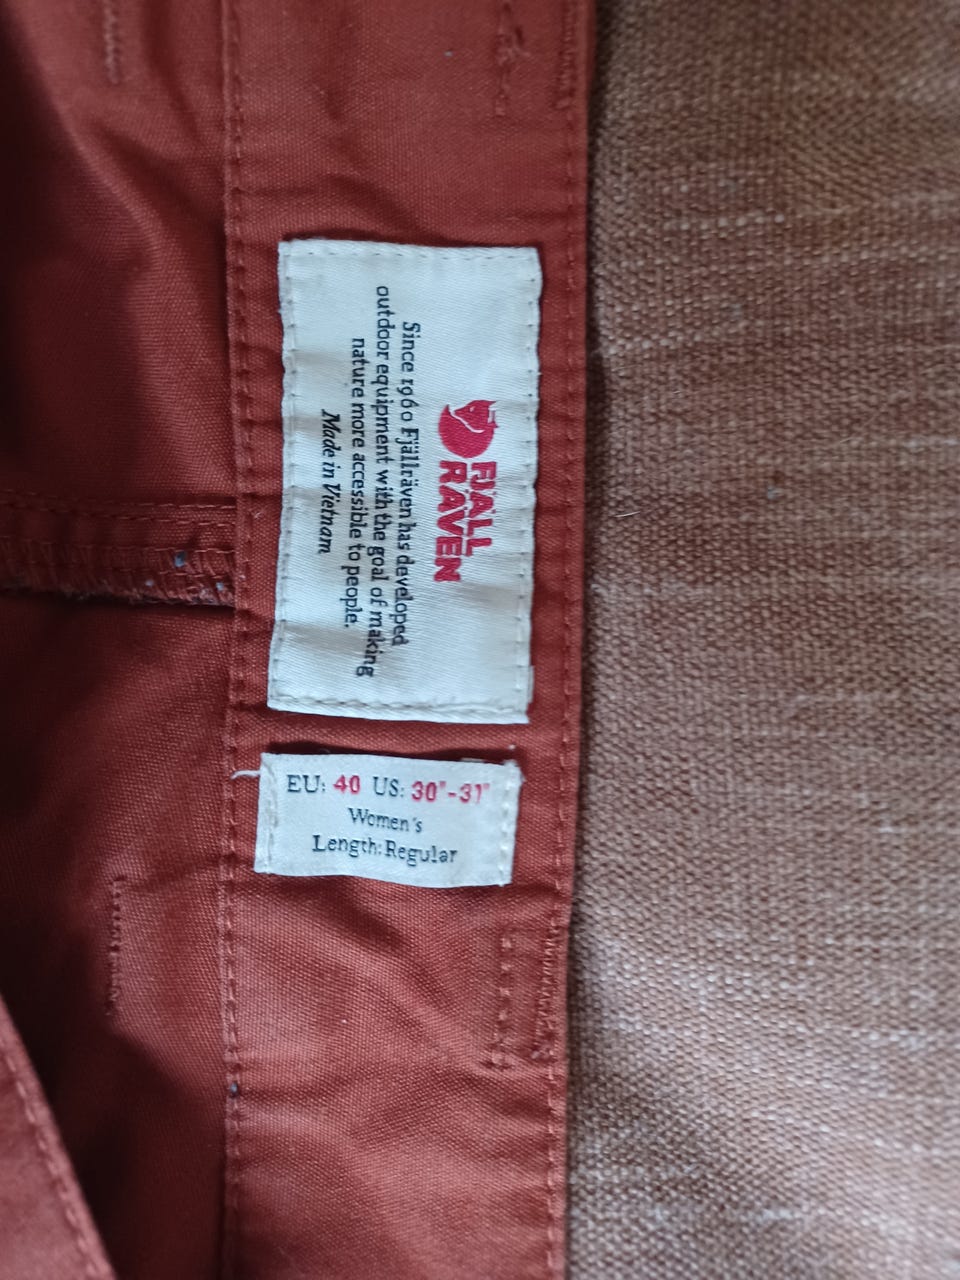 FJÄLL
RÄVEN
Since 1960 Fjällräven has developed
outdoor equipment with the goal of making
nature more accessible to people.
Made in Vietnam
EU: 40 US: 30"-31"
Women's
Length: Regular